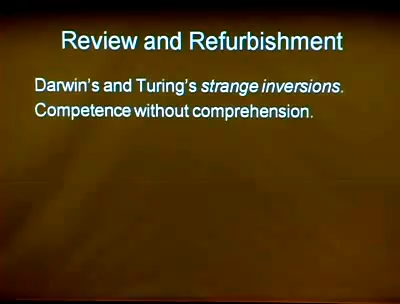 Review and Refurbishment
Darwin's and Turing's strange inversions.
Competence without comprehension.